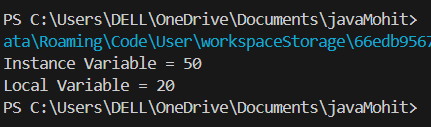 PS C:\Users\DELL\OneDrive\Documents\javaMohit>
ata\Roaming\Code\User\workspaceStorage\66edb9567
Instance Variable = 50
Local Variable = 20
PS C:\Users\DELL\OneDrive\Documents\javaMohit>